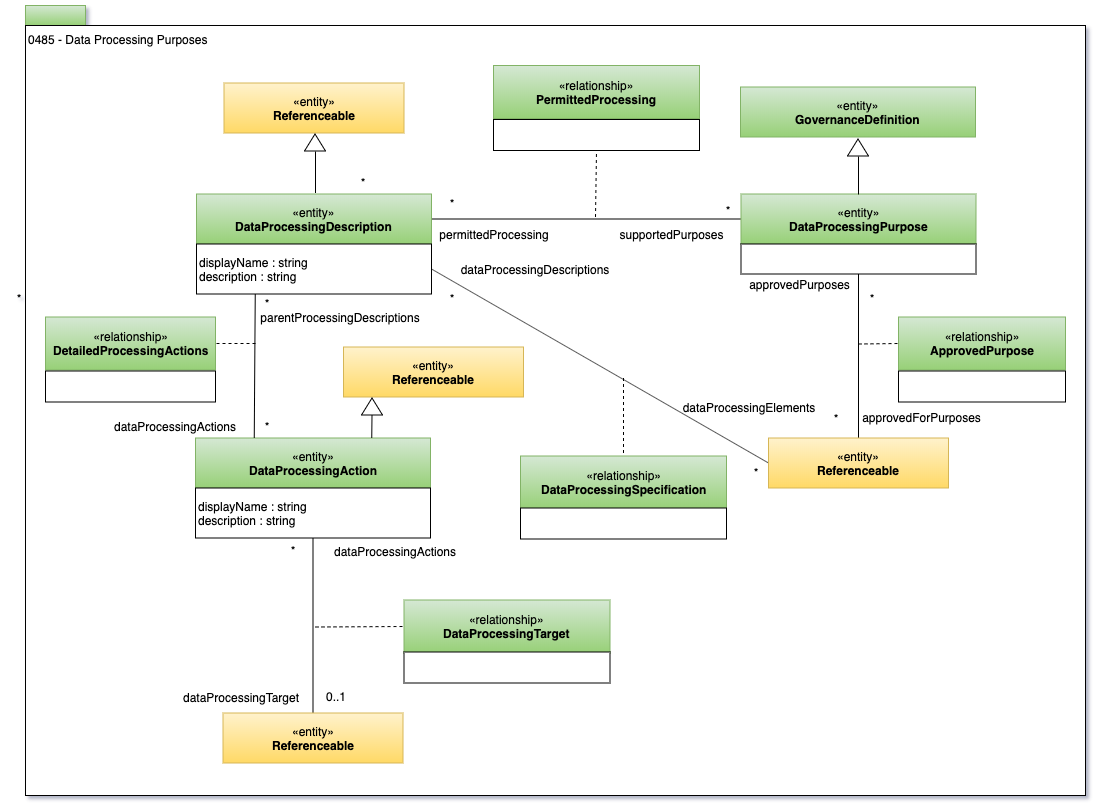 0485 - Data Processing Purposes
«entity»
Referenceable
«relationship»
PermittedProcessing
«entity»
GovernanceDefinition
*
«entity»
DataProcessingDescription
displayName : string
description : string
*
*
permittedProcessing
supportedPurposes
«entity»
DataProcessingPurpose
dataProcessingDescriptions
*
approvedPurposes
*
*
*
parentProcessingDescriptions
«relationship»
DetailedProcessingActions
«entity»
Referenceable
«relationship»
ApprovedPurpose
dataProcessingElements
*
approvedForPurposes
dataProcessingActions
*
«entity»
DataProcessingAction
displayName : string
description : string
«relationship»
DataProcessingSpecification
*
«entity»
Referenceable
*
dataProcessingActions
«relationship»
DataProcessingTarget
dataProcessingTarget
0..1
«entity»
Referenceable